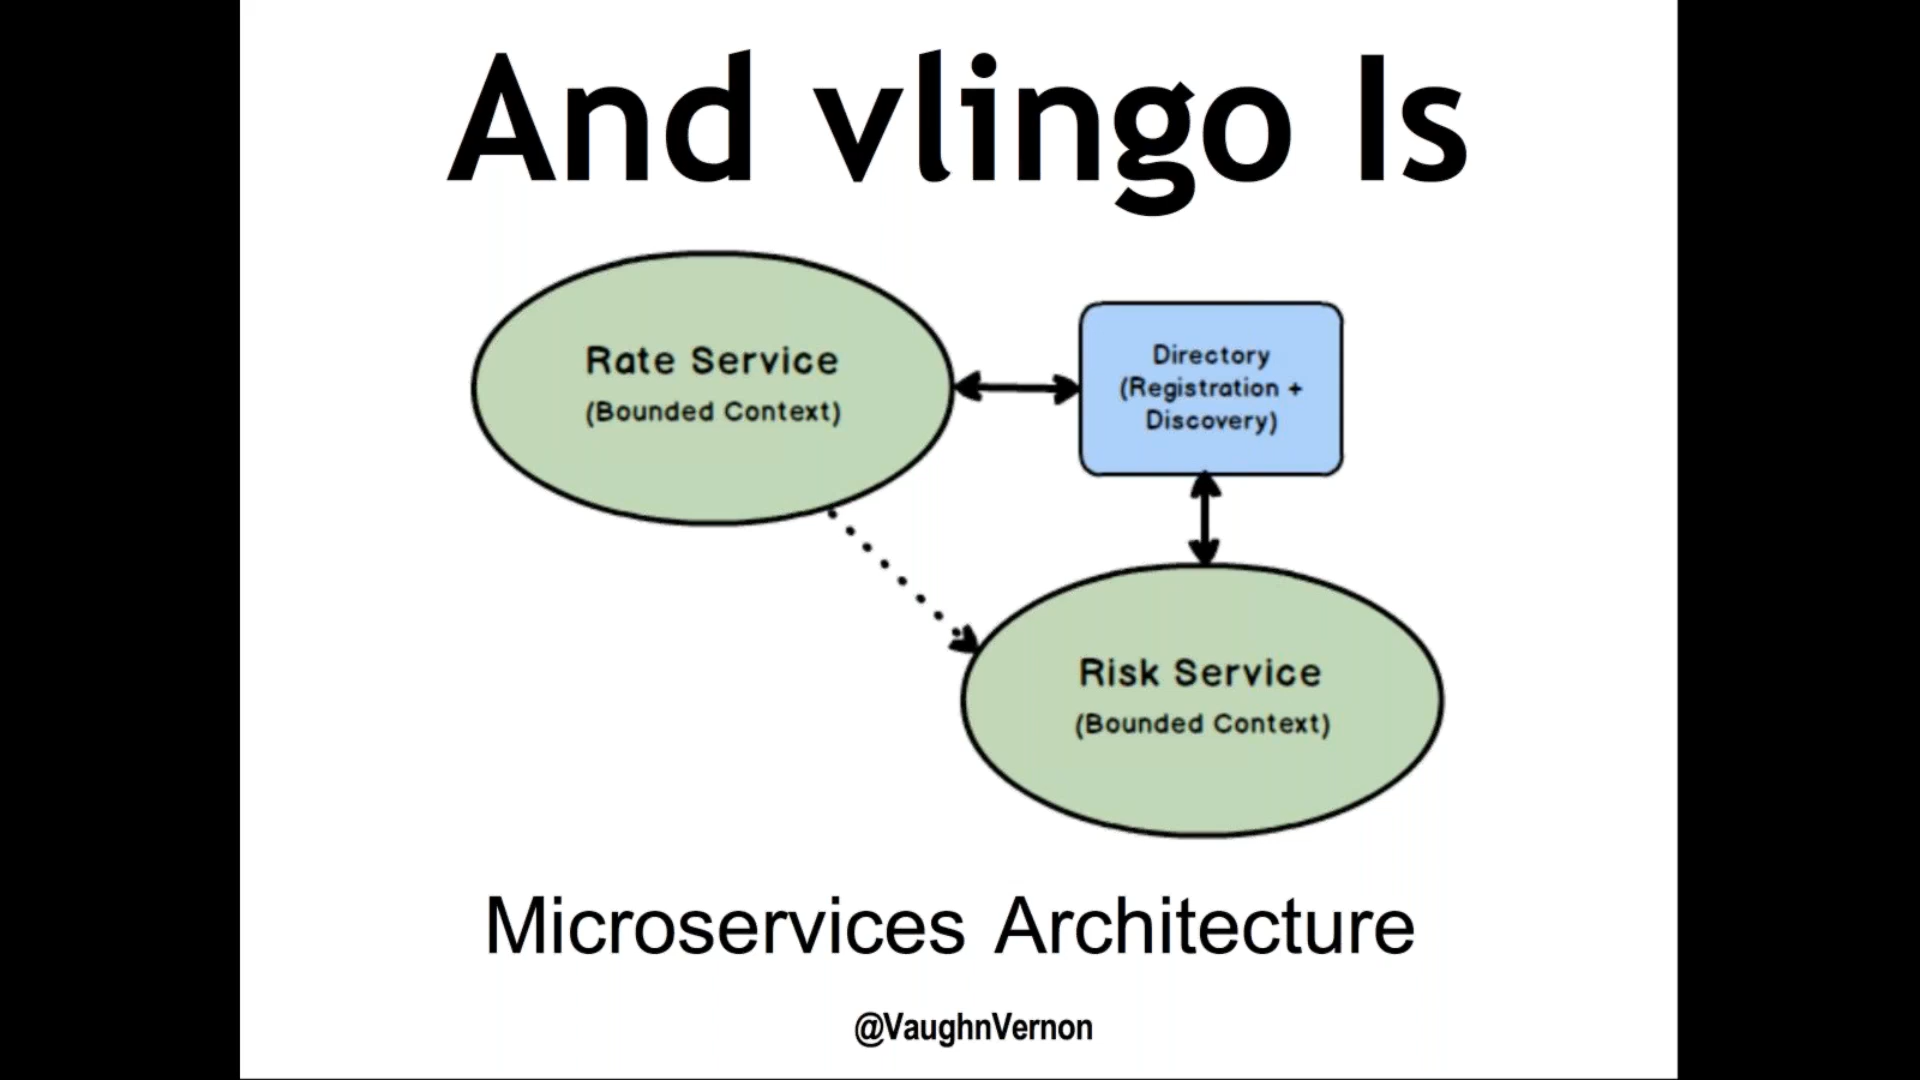 And vlingo Is
Rate Service
(Bounded Context)
Directory
(Registration +
Discovery)
Risk Service
(Bounded Context)
Microservices Architecture
@VaughnVernon